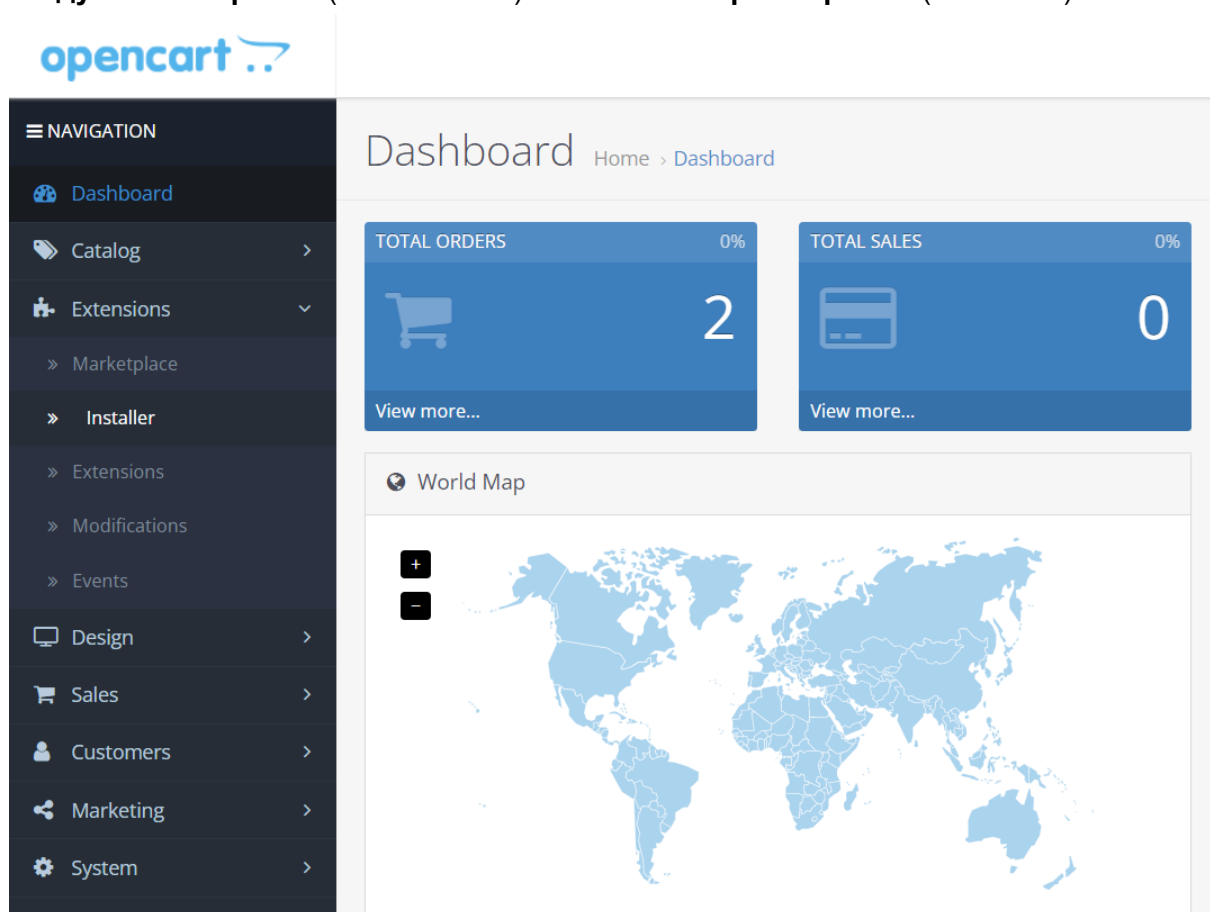 opencart
NAVIGATION
Dashboard
Catalog
Extensions
Marketplace
Installer
Extensions
Modifications
Events
Design
Sales
Customers
Marketing
System
Dashboard Home › Dashboard
TOTAL ORDERS 0%
2
View more...
TOTAL SALES 0%
0
View more...
World Map
+
−